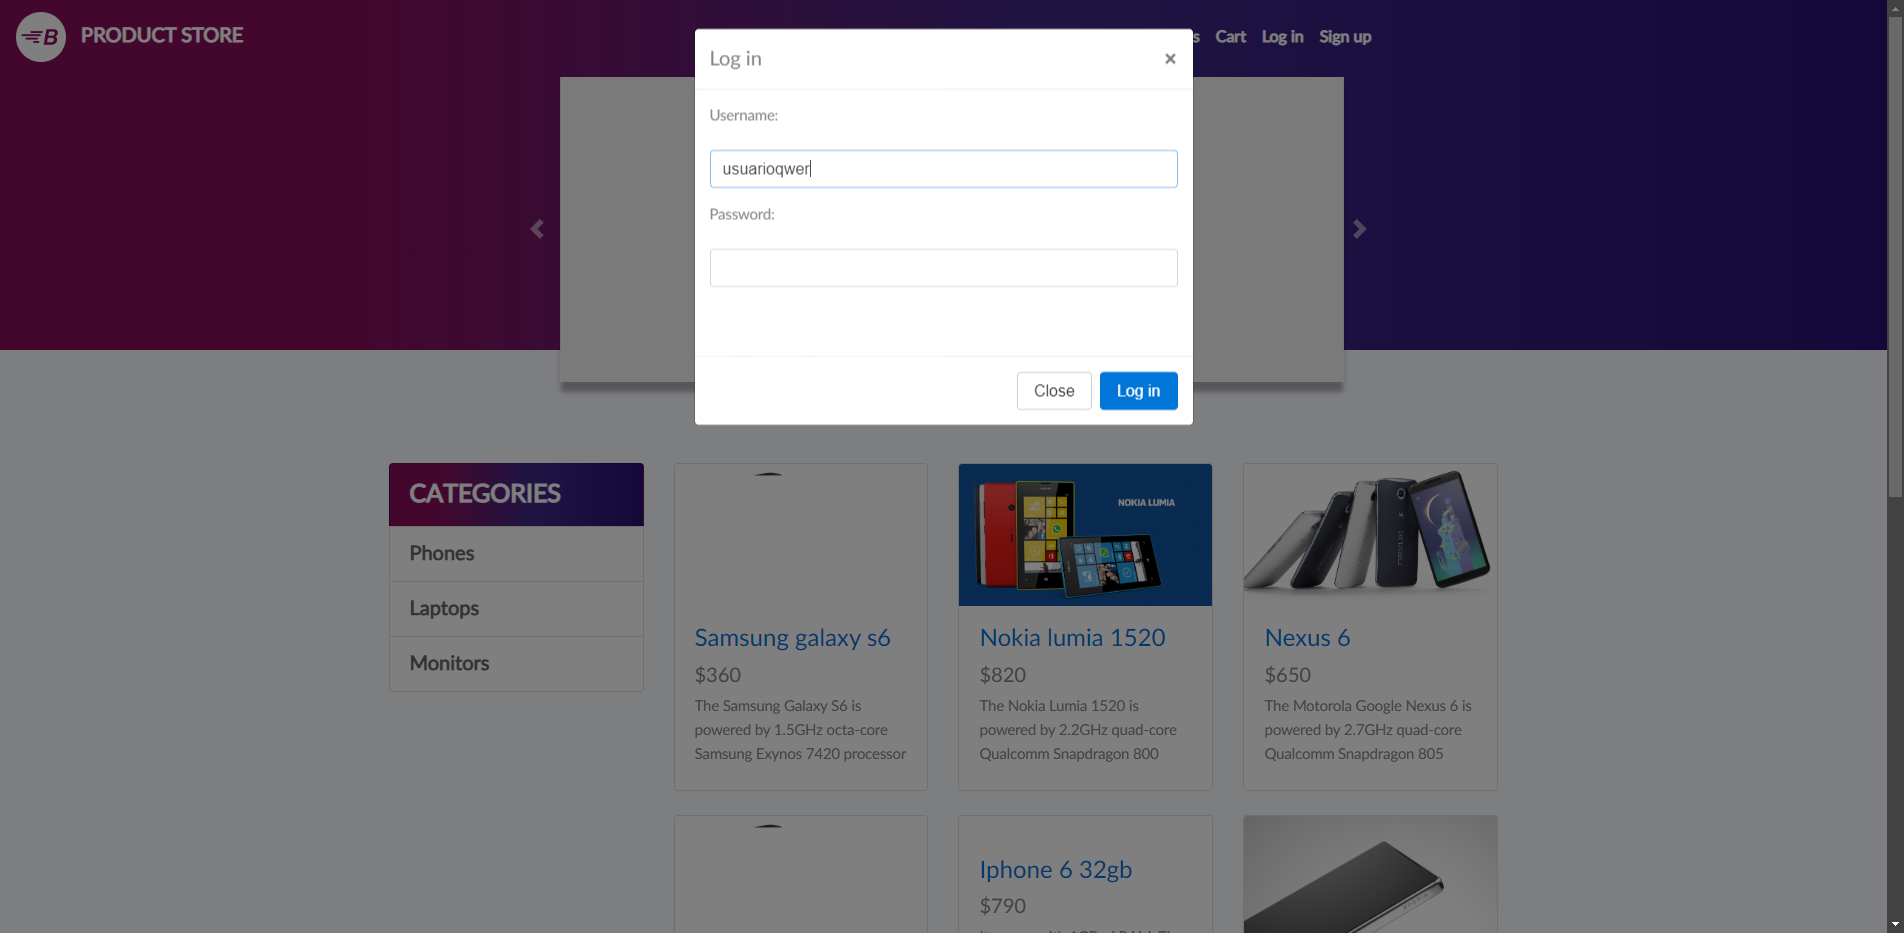 B PRODUCT STORE
s Cart Log in Sign up
Log in ×
Username:
usuarioqwer
Password:
Close Log in
CATEGORIES
Phones
Laptops
Monitors
Samsung galaxy s6
$360
The Samsung Galaxy S6 is
powered by 1.5GHz octa-core
Samsung Exynos 7420 processor
NOKIA LUMIA
Nokia lumia 1520
$820
The Nokia Lumia 1520 is
powered by 2.2GHz quad-core
Qualcomm Snapdragon 800
nexus
Nexus 6
$650
The Motorola Google Nexus 6 is
powered by 2.7GHz quad-core
Qualcomm Snapdragon 805
Iphone 6 32gb
$790
XPERIA